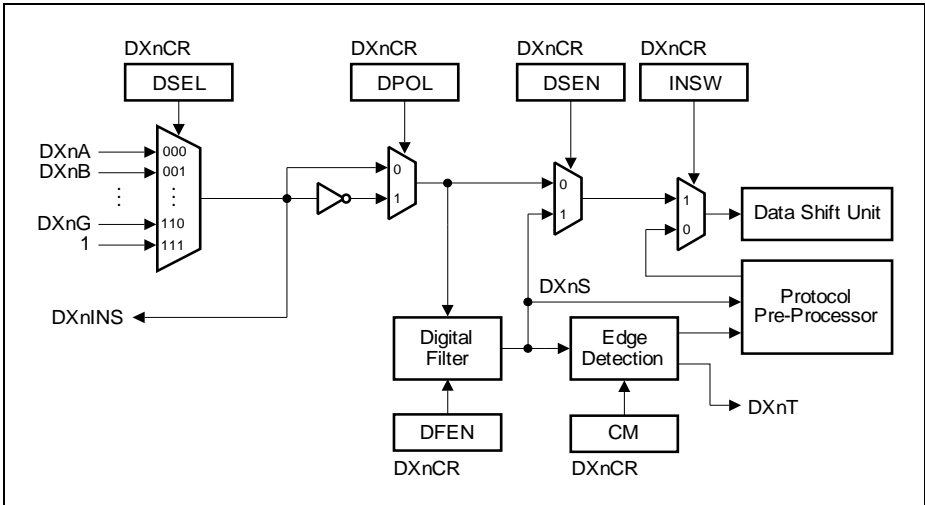 DXnCR
DSEL
DXnCR
DPOL
DXnCR
DSEN
DXnCR
INSW
DXnA
DXnB
DXnG
1
000
001
110
111
0
1
0
1
1
0
Data Shift Unit
DXnS
DXnINS
Digital
Filter
Edge
Detection
Protocol
Pre-Processor
DXnT
DFEN
DXnCR
CM
DXnCR